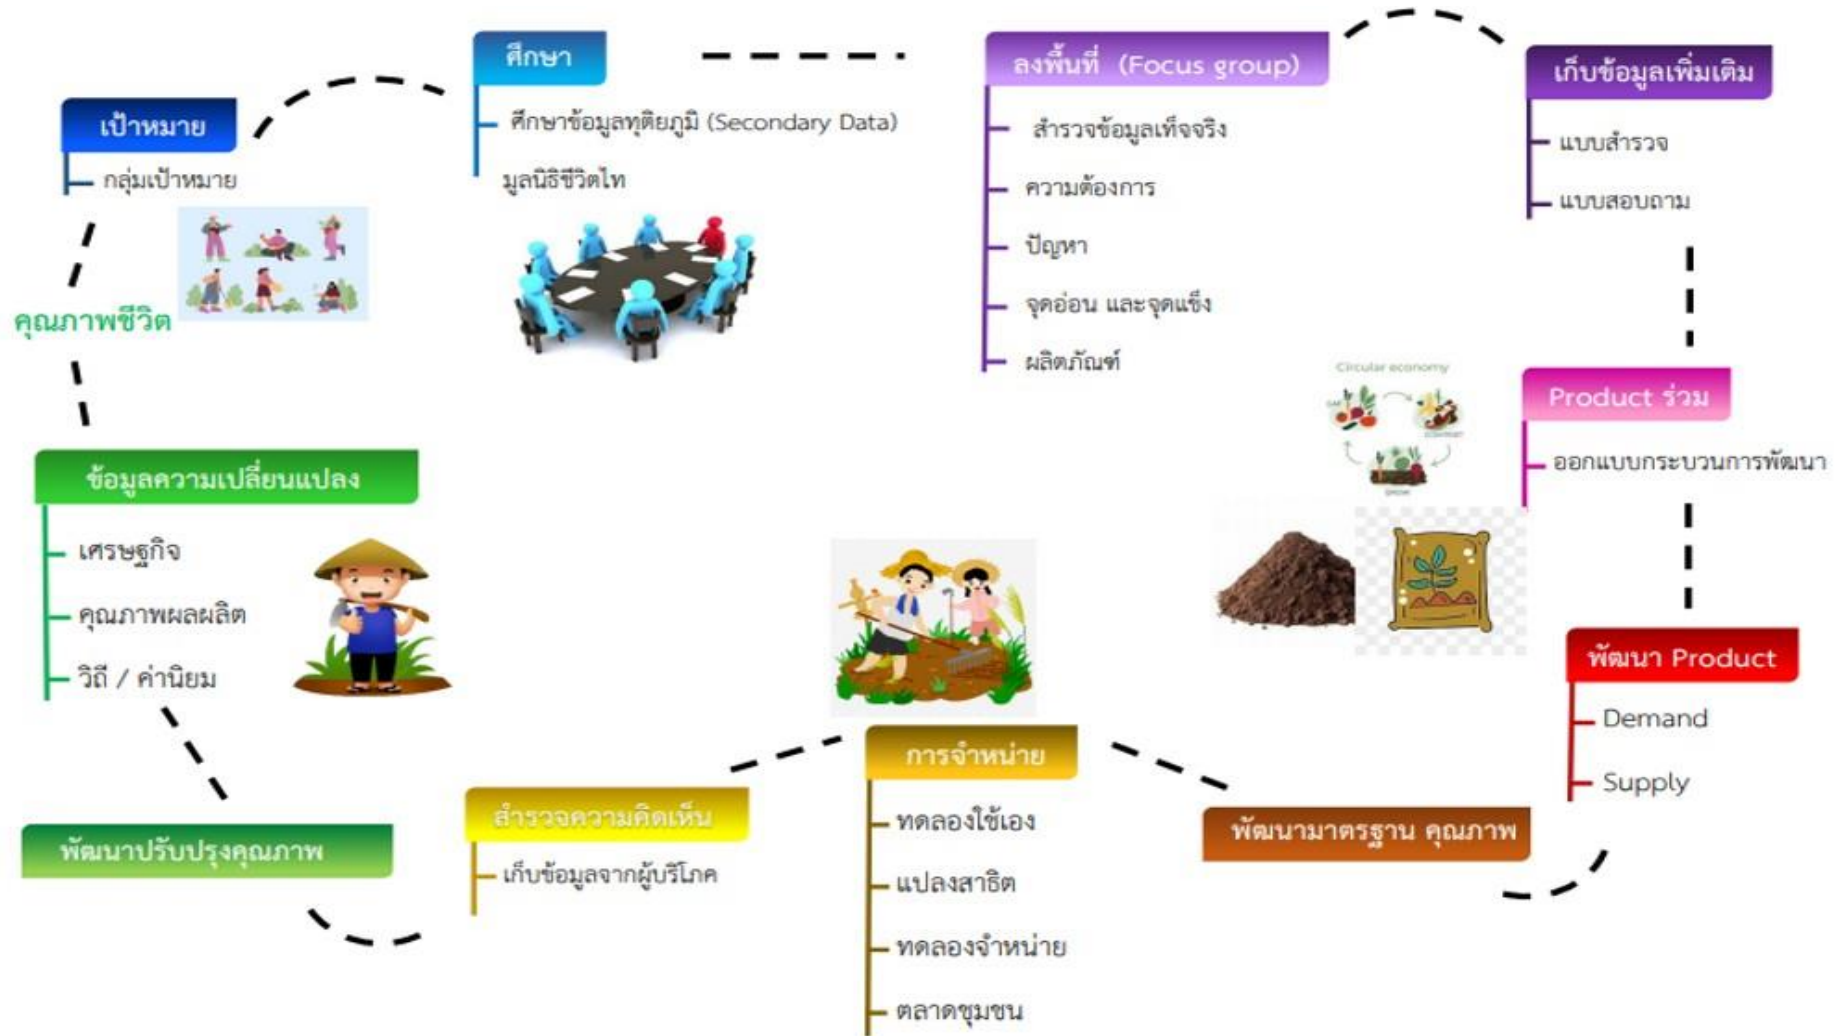 เป้าหมาย
กลุ่มเป้าหมาย
ศึกษา
ศึกษาข้อมูลทุติยภูมิ (Secondary Data)
มูลนิธิชีวิตไท
ลงพื้นที่ (Focus group)
สำรวจข้อมูลเท็จจริง
ความต้องการ
ปัญหา
จุดอ่อน และจุดแข็ง
ผลิตภัณฑ์
เก็บข้อมูลเพิ่มเติม
แบบสำรวจ
แบบสอบถาม
Circular economy
Product ร่วม
ออกแบบกระบวนการพัฒนา
พัฒนา Product
Demand
Supply
พัฒนามาตรฐาน คุณภาพ
การจำหน่าย
ทดลองใช้เอง
แปลงสาธิต
ทดลองจำหน่าย
ตลาดชุมชน
สำรวจความคิดเห็น
เก็บข้อมูลจากผู้บริโภค
พัฒนาปรับปรุงคุณภาพ
ข้อมูลความเปลี่ยนแปลง
เศรษฐกิจ
คุณภาพผลผลิต
วิถี / ค่านิยม
คุณภาพชีวิต